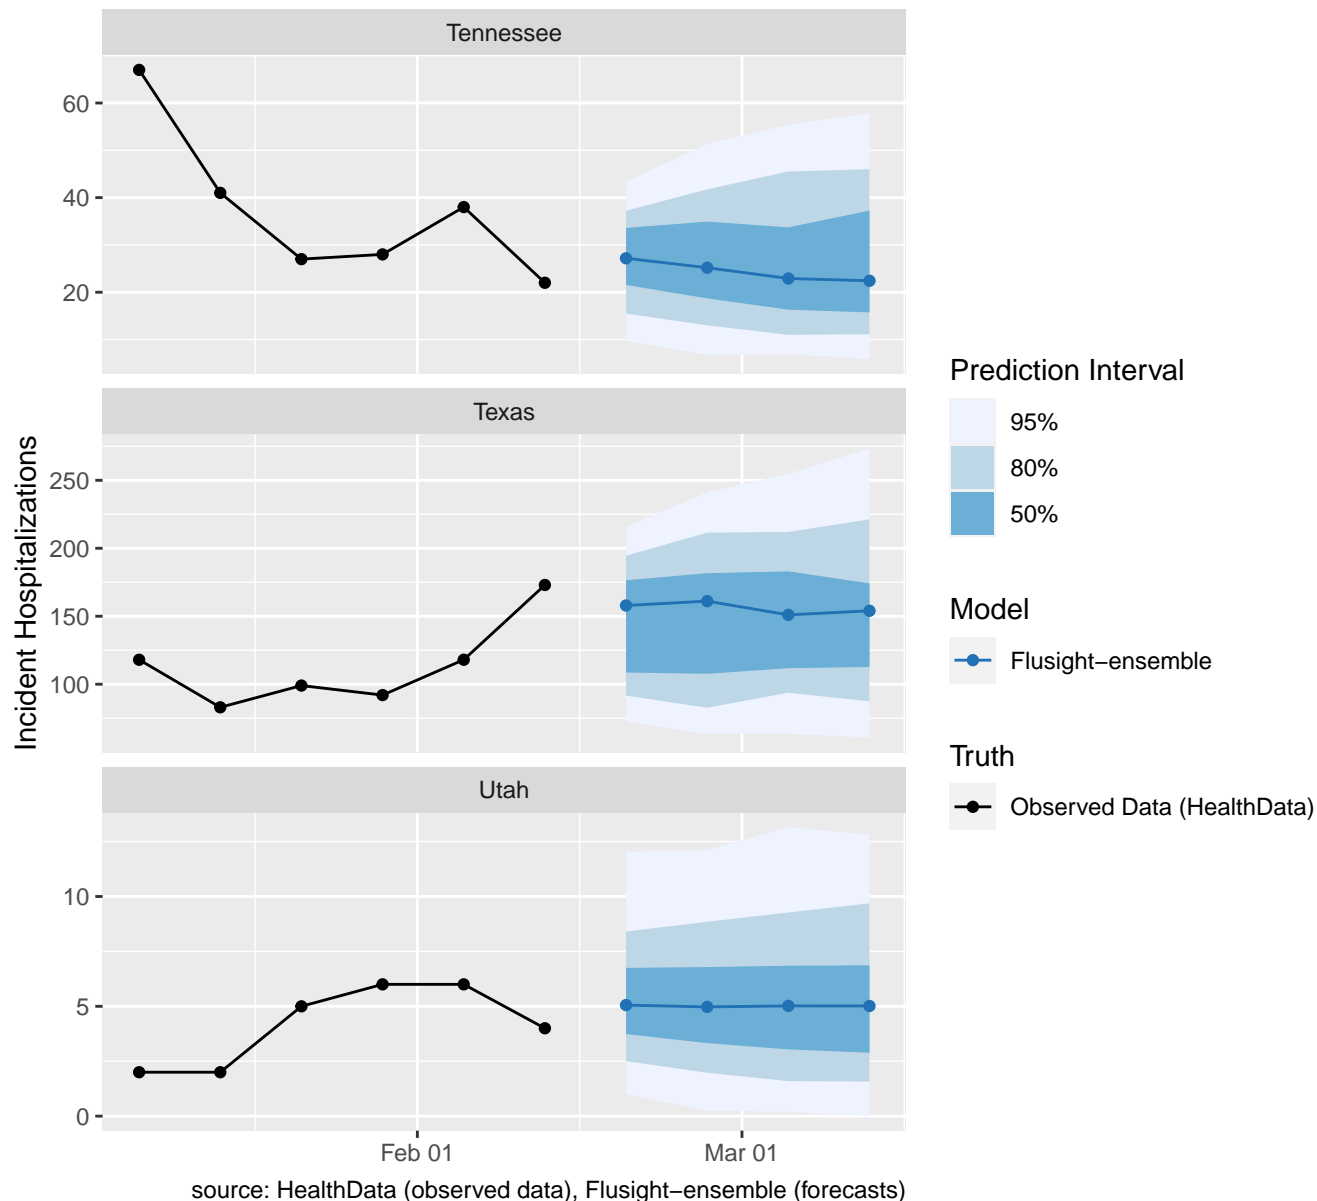 Tennessee
60
40
20
Texas
250
200
150
100
Utah
10
5
0
Feb 01
Mar 01
Incident Hospitalizations
Prediction Interval
95%
80%
50%
Model
Flusight−ensemble
Truth
Observed Data (HealthData)
source: HealthData (observed data), Flusight−ensemble (forecasts)